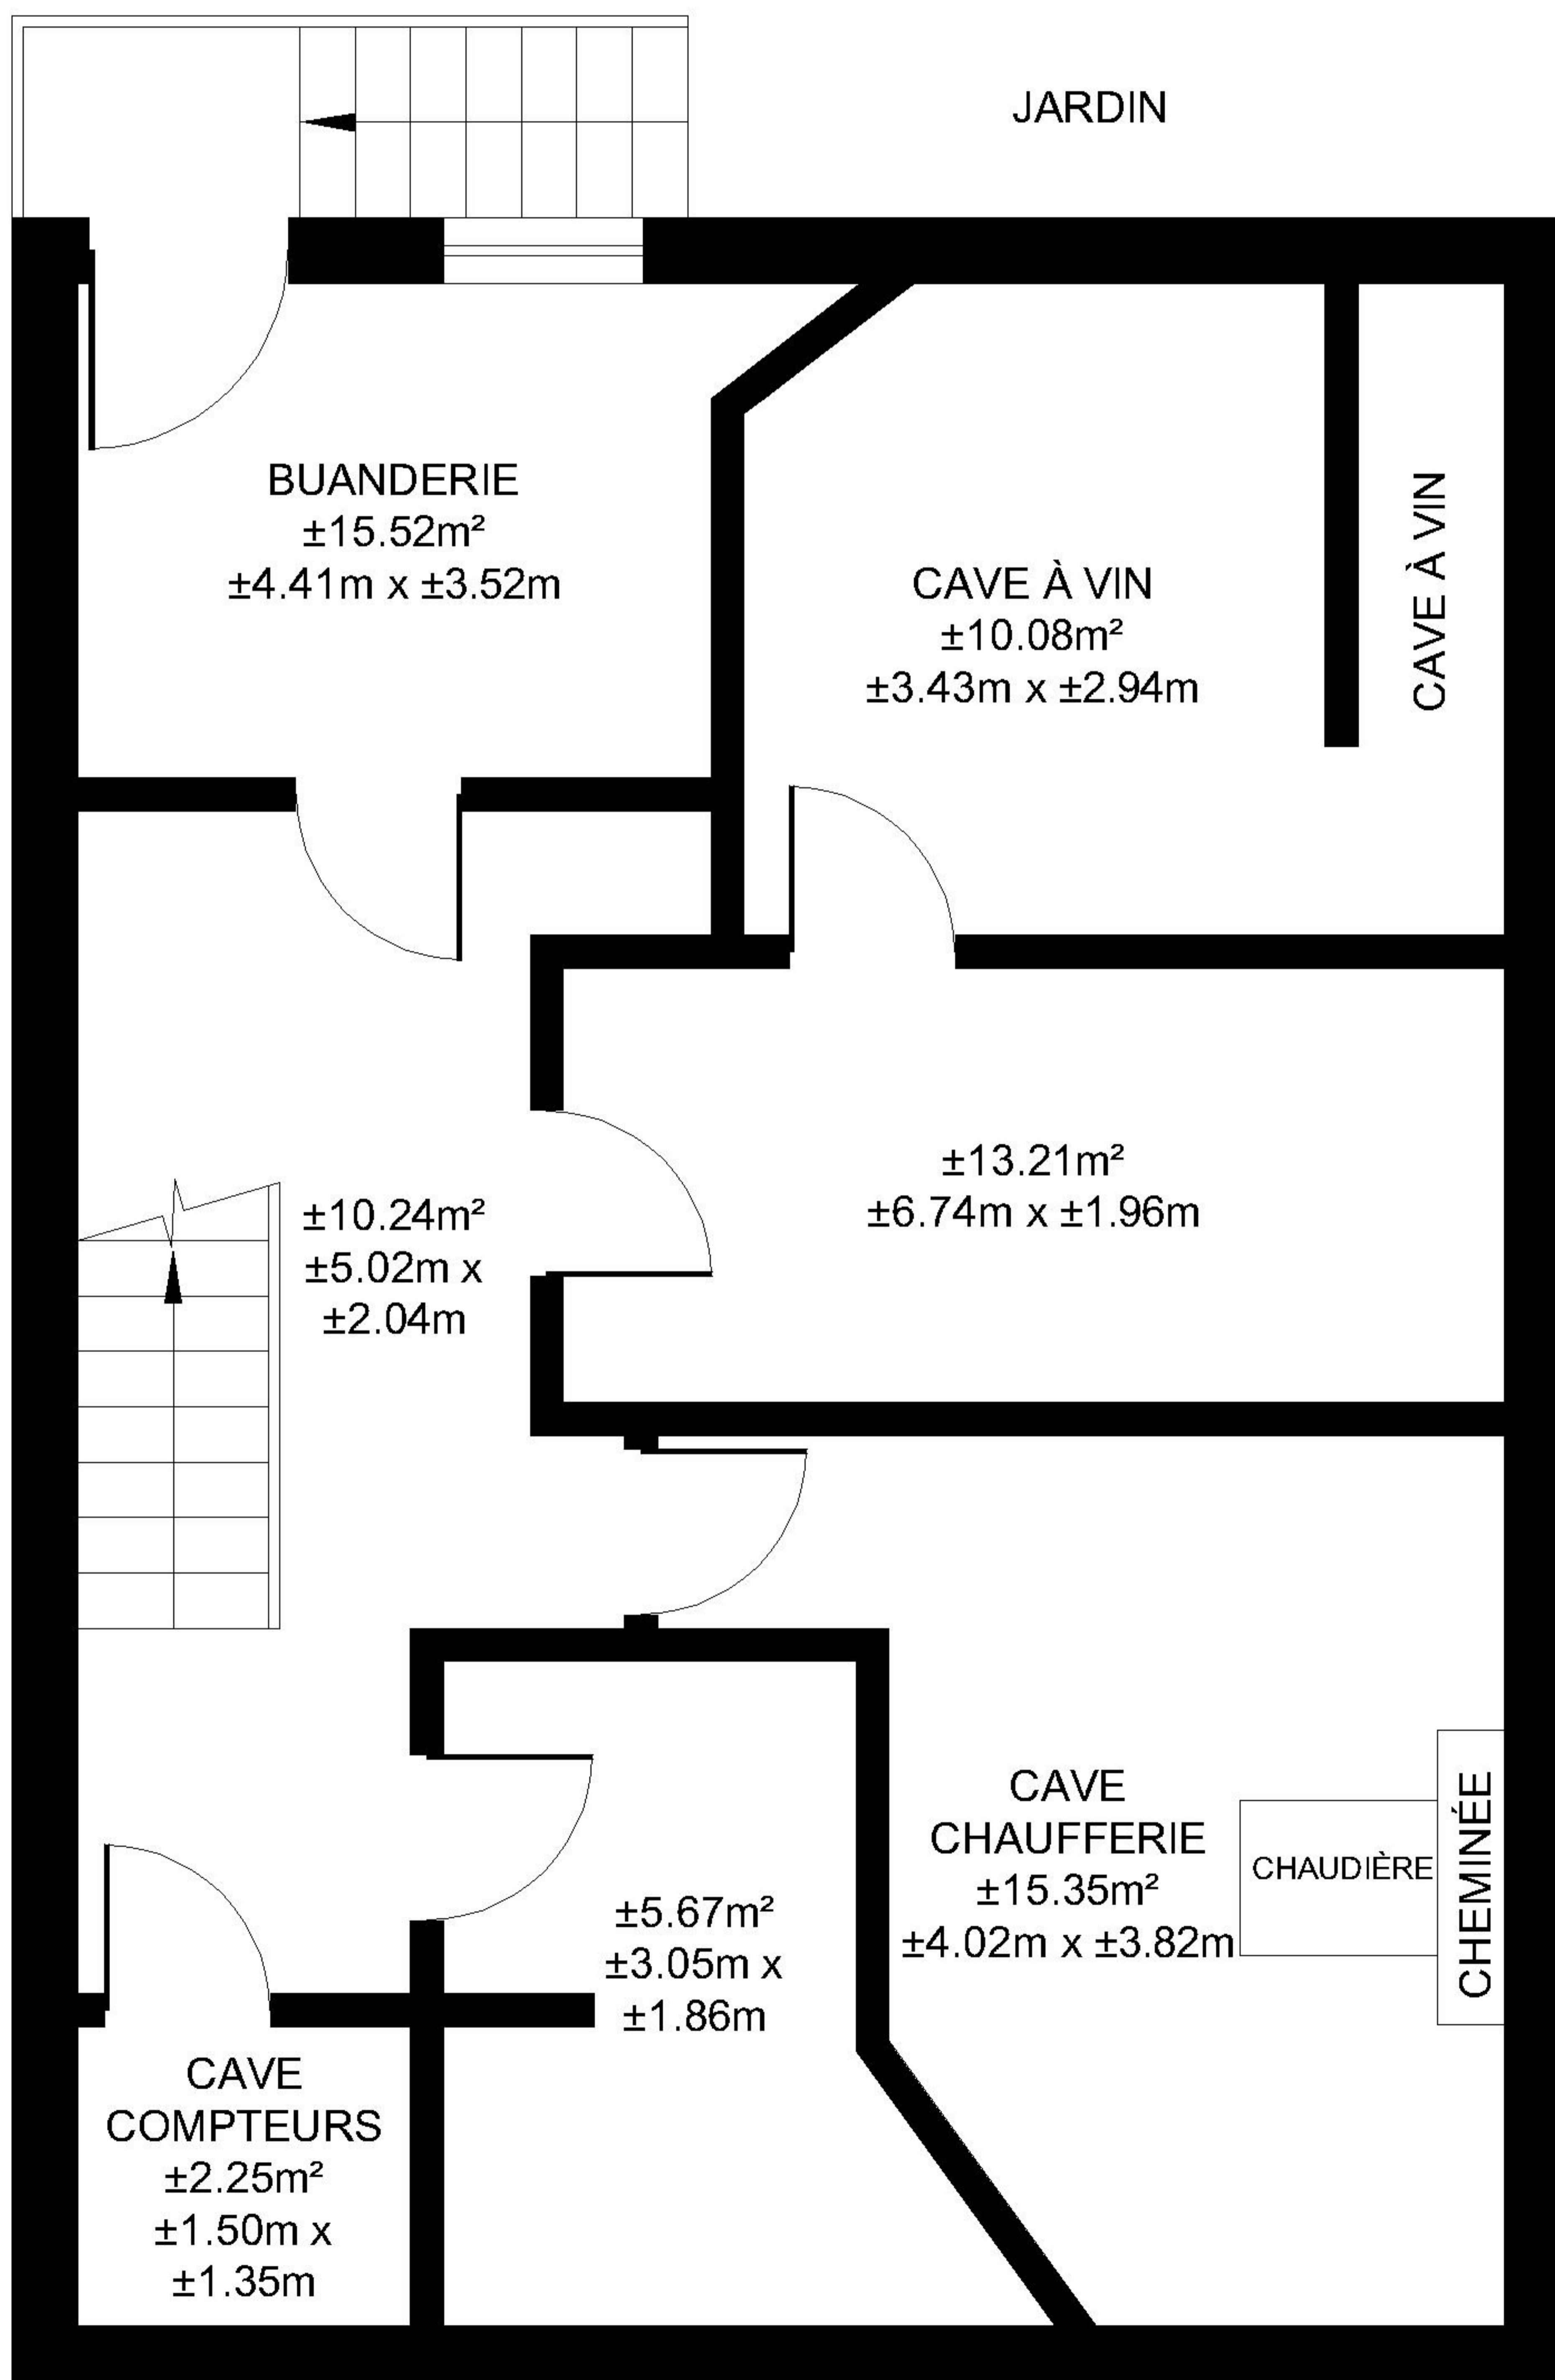 JARDIN
BUANDERIE
±15.52m²
±4.41m x ±3.52m
CAVE À VIN
±10.08m²
±3.43m x ±2.94m
CAVE À VIN
±13.21m²
±6.74m x ±1.96m
±10.24m²
±5.02m x
±2.04m
CAVE
CHAUFFERIE
±15.35m²
±4.02m x ±3.82m
CHAUDIÈRE
CHEMINÉE
±5.67m²
±3.05m x
±1.86m
CAVE
COMPTEURS
±2.25m²
±1.50m x
±1.35m